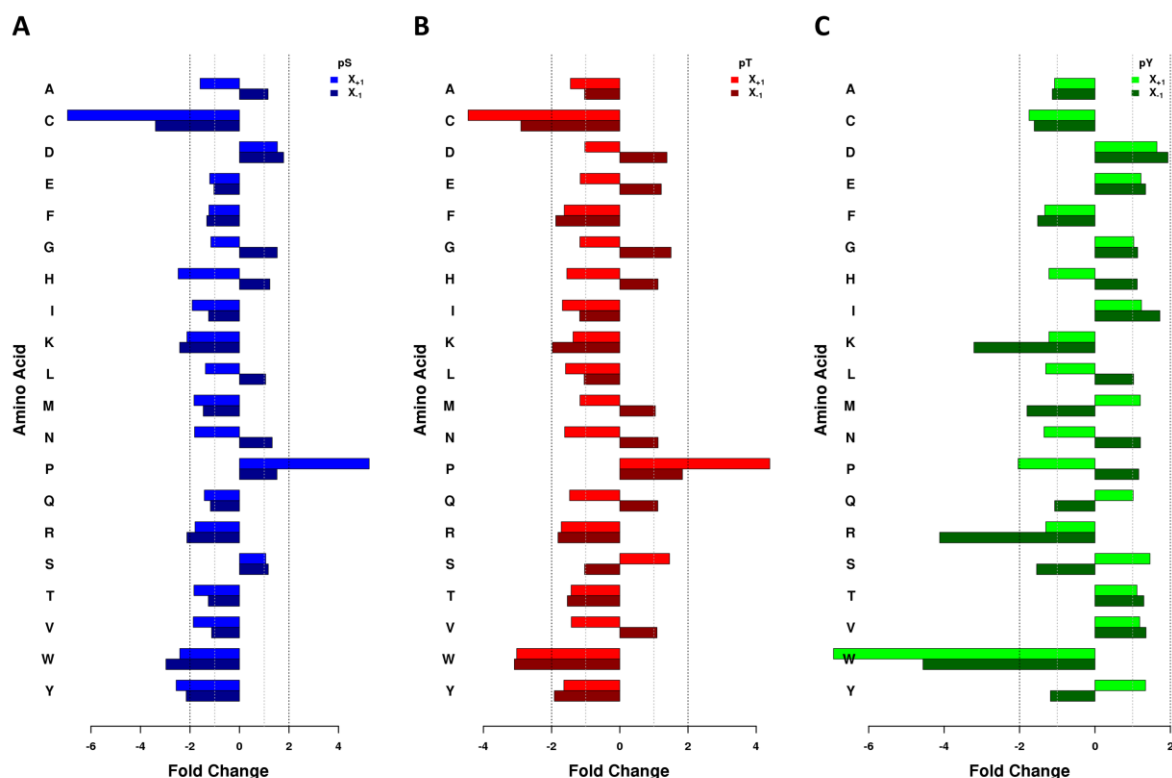 A
pS
X+1
X-1
A
C
D
E
F
G
H
I
K
L
M
N
P
Q
R
S
T
V
W
Y
Amino Acid
-6 -4 -2 0 2 4
Fold Change
B
pT
X+1
X-1
A
C
D
E
F
G
H
I
K
L
M
N
P
Q
R
S
T
V
W
Y
Amino Acid
-4 -2 0 2 4
Fold Change
C
pY
X+1
X-1
A
C
D
E
F
G
H
I
K
L
M
N
P
Q
R
S
T
V
W
Y
Amino Acid
-6 -4 -2 0 2
Fold Change